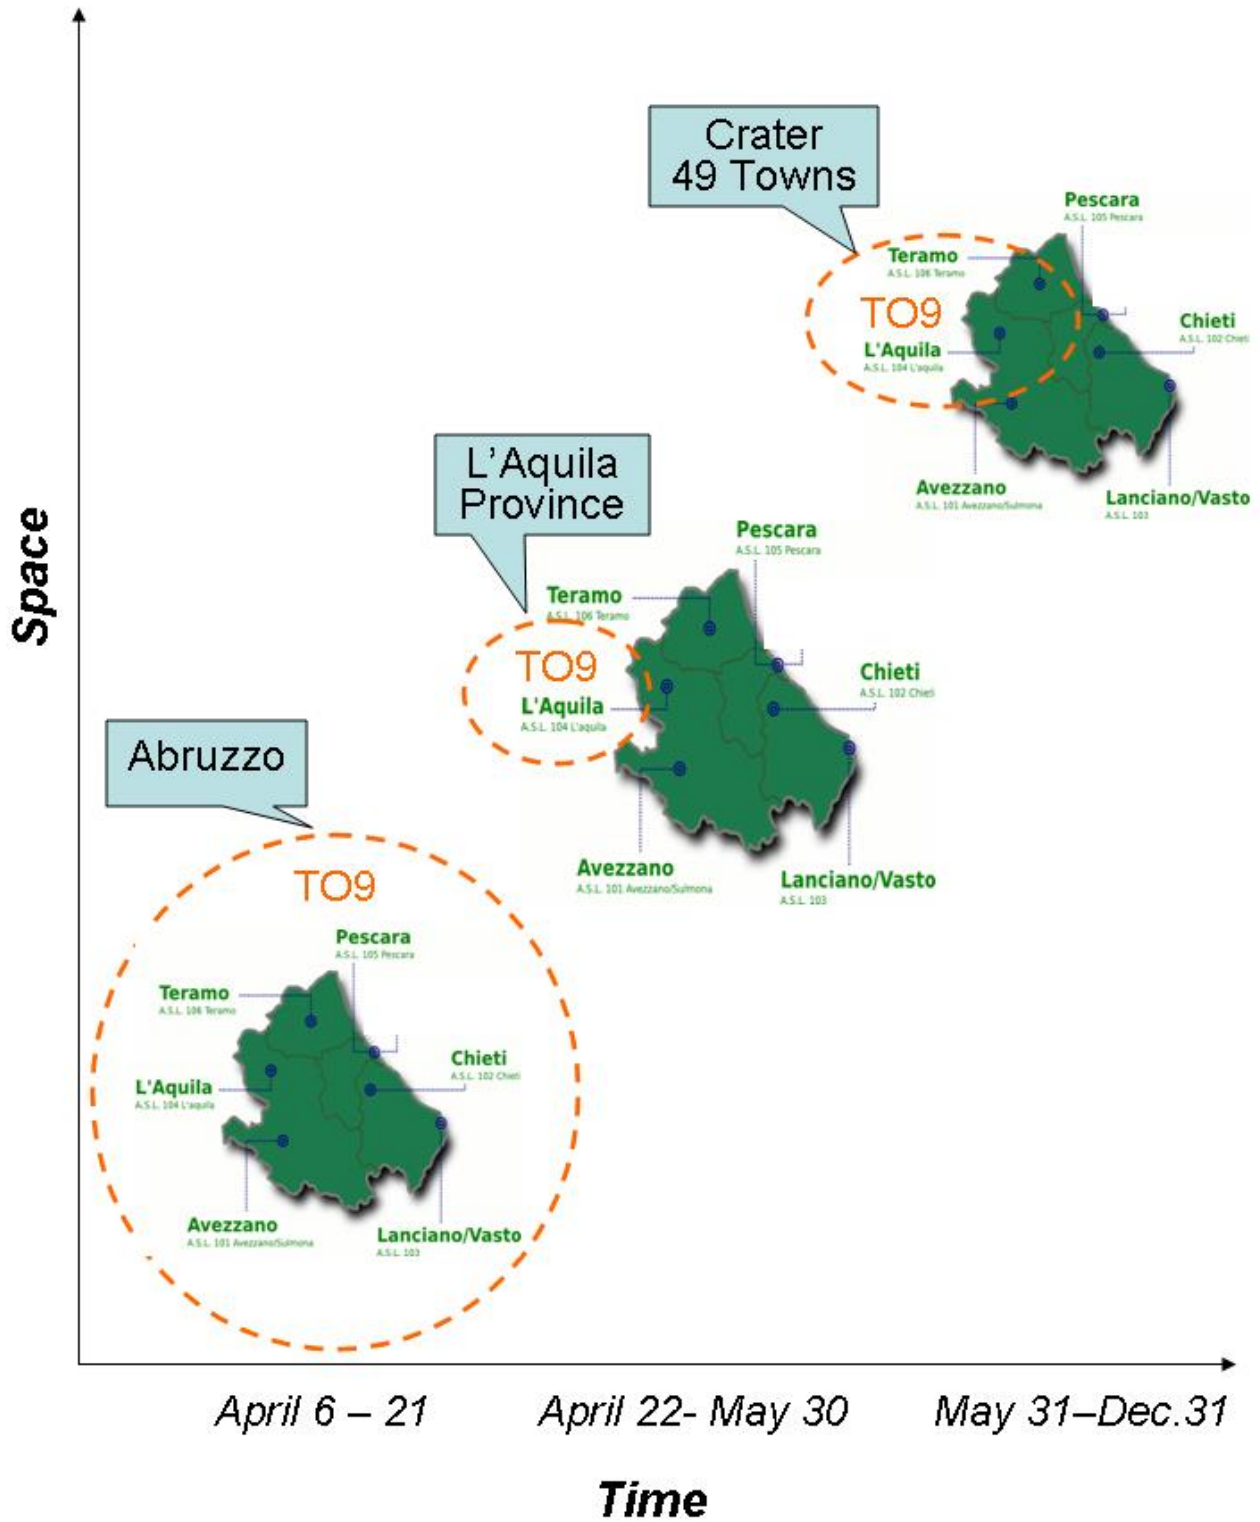 Crater
49 Towns
Pescara
A.S.L. 105 Pescara
Teramo
A.S.L. 106 Teramo
TO9
Chieti
A.S.L. 102 Chieti
L'Aquila
A.S.L. 104 L'aquila
Avezzano
A.S.L. 101 Avezzano/Sulmona
Lanciano/Vasto
A.S.L. 103
L'Aquila
Province
Pescara
A.S.L. 105 Pescara
Teramo
A.S.L. 106 Teramo
TO9
Chieti
A.S.L. 102 Chieti
L'Aquila
A.S.L. 104 L'aquila
Avezzano
A.S.L. 101 Avezzano/Sulmona
Lanciano/Vasto
A.S.L. 103
Abruzzo
TO9
Pescara
A.S.L. 105 Pescara
Teramo
A.S.L. 106 Teramo
Chieti
A.S.L. 102 Chieti
L'Aquila
A.S.L. 104 L'aquila
Avezzano
A.S.L. 101 Avezzano/Sulmona
Lanciano/Vasto
A.S.L. 103
Space
April 6 – 21
April 22- May 30
May 31–Dec.31
Time